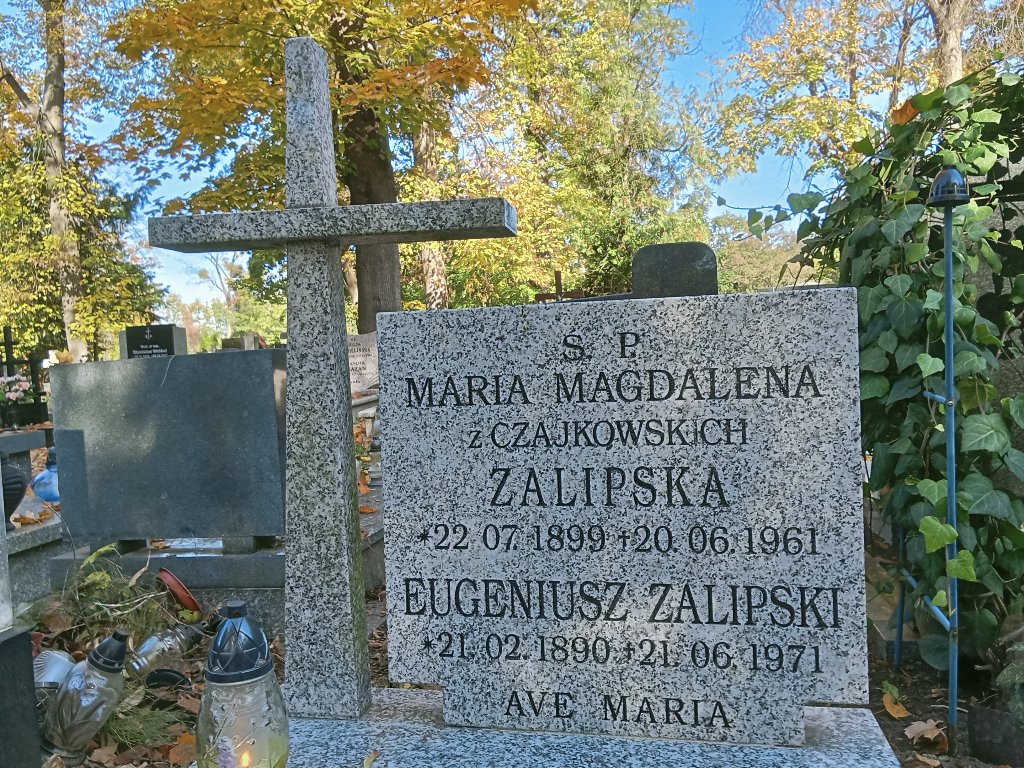 Ś P
MARIA MAGDALENA
z CZAJKOWSKICH
ZALIPSKA
*22 07. 1899 +20. 06. 1961
EUGENIUSZ ZALIPSKI
*21. 02. 1890 +21. 06. 1971
AVE MARIA